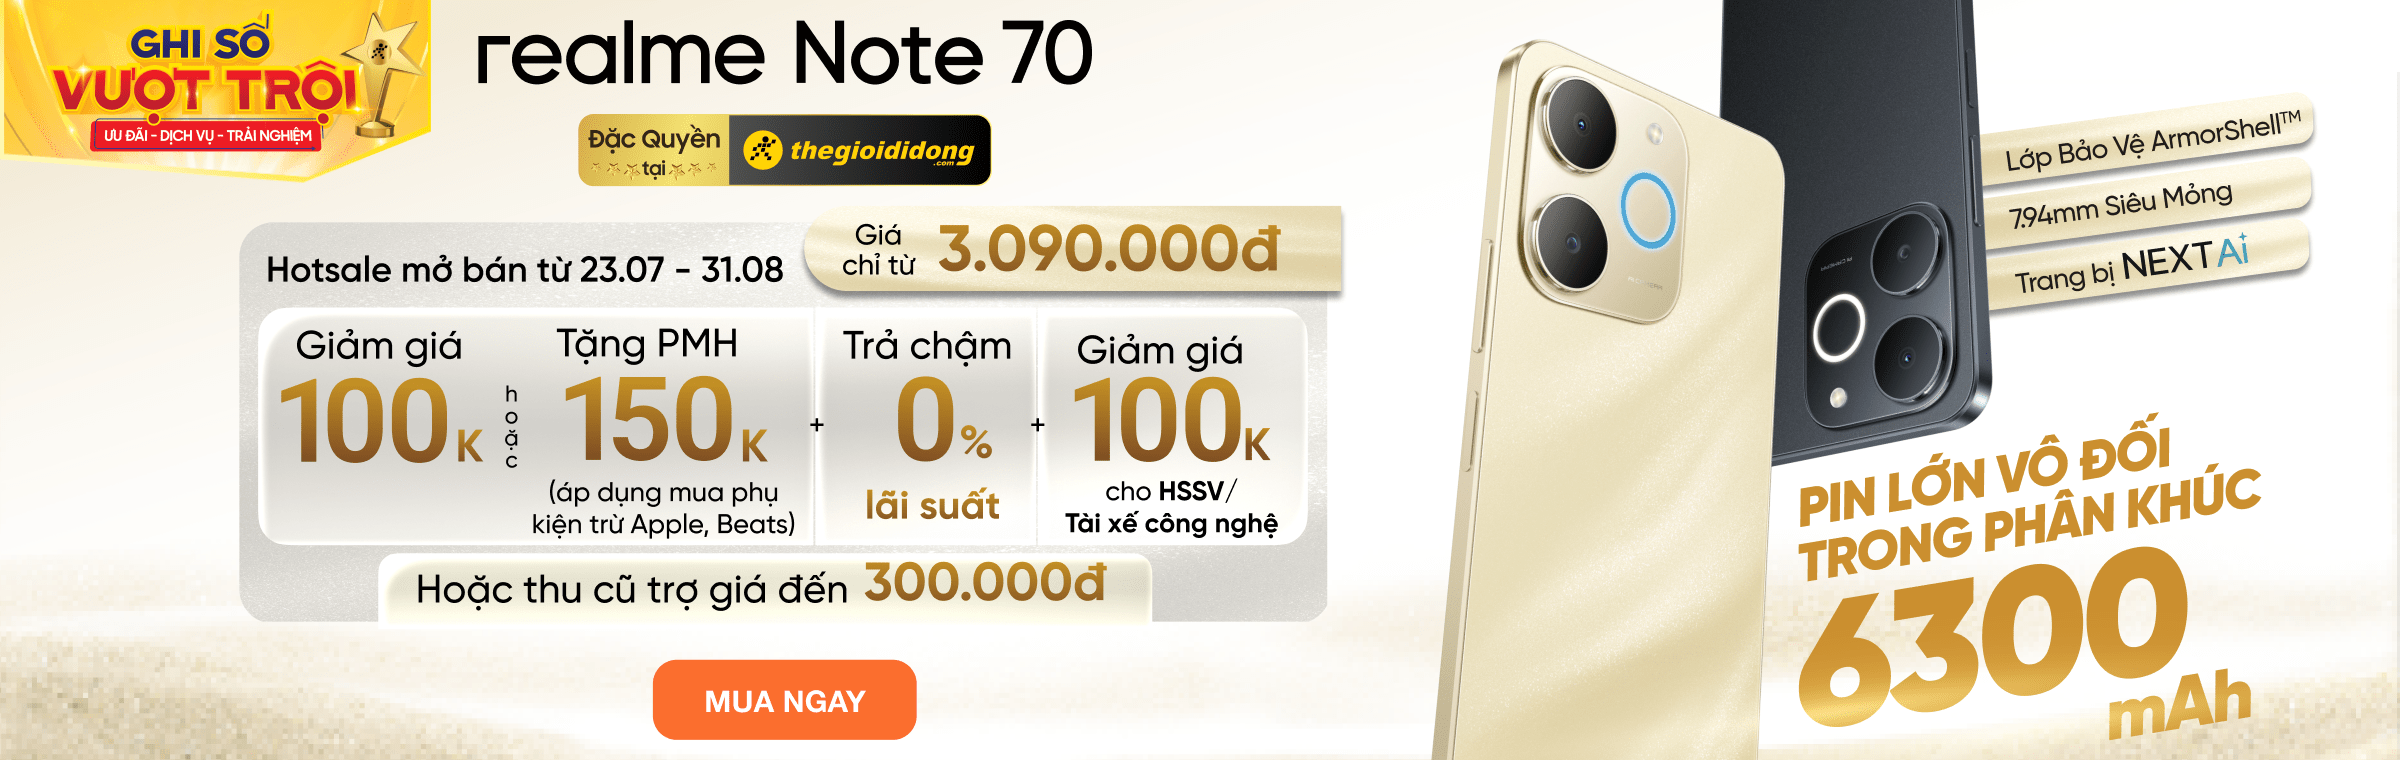 GHI SỐ
VƯỢT TRỘI
ƯU ĐÃI - DỊCH VỤ - TRẢI NGHIỆM
realme Note 70
Đặc Quyền
tại
thegioididong
.com
Hotsale mở bán từ 23.07 - 31.08
Giá
chỉ từ
3.090.000đ
Giảm giá
100K
hoặc
Tặng PMH
150K
(áp dụng mua phụ
kiện trừ Apple, Beats)
+
Trả chậm
0%
lãi suất
+
Giảm giá
100K
cho HSSV/
Tài xế công nghệ
Hoặc thu cũ trợ giá đến 300.000đ
MUA NGAY
Lớp Bảo Vệ ArmorShell™
7.94mm Siêu Mỏng
Trang bị NEXT Ai
PIN LỚN VÔ ĐỐI
TRONG PHÂN KHÚC
6300
mAh